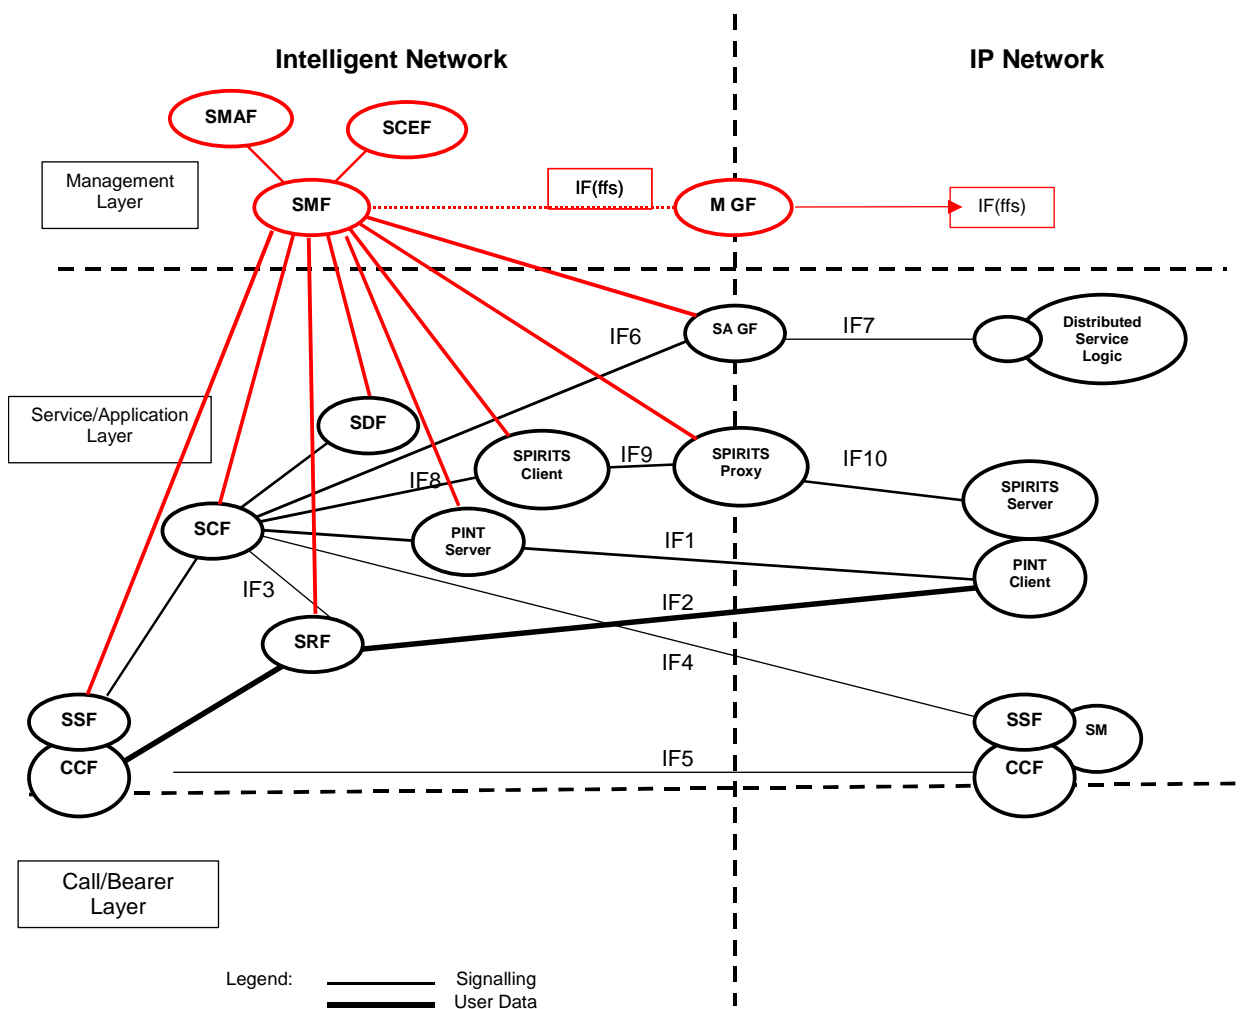 Intelligent Network
IP Network
SMAF
SCEF
Management
Layer
SMF
IF(ffs)
M GF
IF(ffs)
SA GF
IF6
IF7
Distributed
Service
Logic
Service/Application
Layer
SDF
SPIRITS
Client
IF9
SPIRITS
Proxy
IF10
IF8
SPIRITS
Server
SCF
PINT
Server
IF1
PINT
Client
IF3
IF2
SRF
IF4
SSF
CCF
SSF
SM
CCF
IF5
Call/Bearer
Layer
Legend:
Signalling
User Data